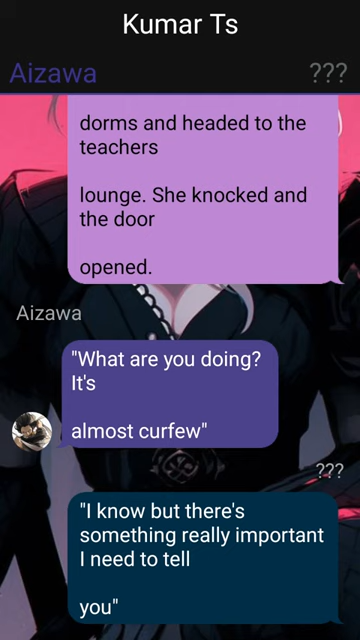 Kumar Ts
Aizawa
???
dorms and headed to the
teachers
lounge. She knocked and
the door
opened.
Aizawa
"What are you doing?
It's
almost curfew"
???
"I know but there's
something really important
I need to tell
you"